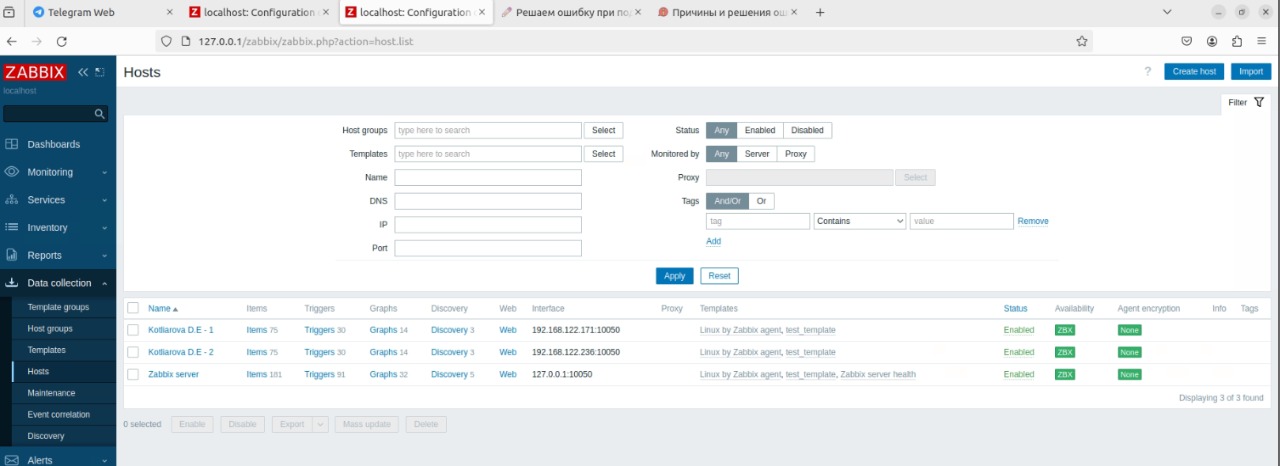 Telegram Web
Z localhost: Configuration
Z localhost: Configuration
Решаем ошибку при по
Причины и решения ош
127.0.0.1/zabbix/zabbix.php?action=host.list
ZABBIX
localhost
Hosts
? Create host Import
Filter
Dashboards
Monitoring
Services
Inventory
Reports
Data collection
Template groups
Host groups
Templates
Hosts
Maintenance
Event correlation
Discovery
Alerts
Host groups type here to search Select Status Any Enabled Disabled
Templates type here to search Select Monitored by Any Server Proxy
Name Proxy Select
DNS Tags And/Or Or
IP tag Contains value Remove
Port Add
Apply Reset
Name Items Triggers Graphs Discovery Web Interface Proxy Templates Status Availability Agent encryption Info Tags
Kotliarova D.E - 1 Items 75 Triggers 30 Graphs 14 Discovery 3 Web 192.168.122.171:10050 Linux by Zabbix agent, test_template Enabled ZBX None
Kotliarova D.E - 2 Items 75 Triggers 30 Graphs 14 Discovery 3 Web 192.168.122.236:10050 Linux by Zabbix agent, test_template Enabled ZBX None
Zabbix server Items 181 Triggers 91 Graphs 32 Discovery 5 Web 127.0.0.1:10050 Linux by Zabbix agent, test_template, Zabbix server health Enabled ZBX None
Displaying 3 of 3 found
0 selected Enable Disable Export Mass update Delete